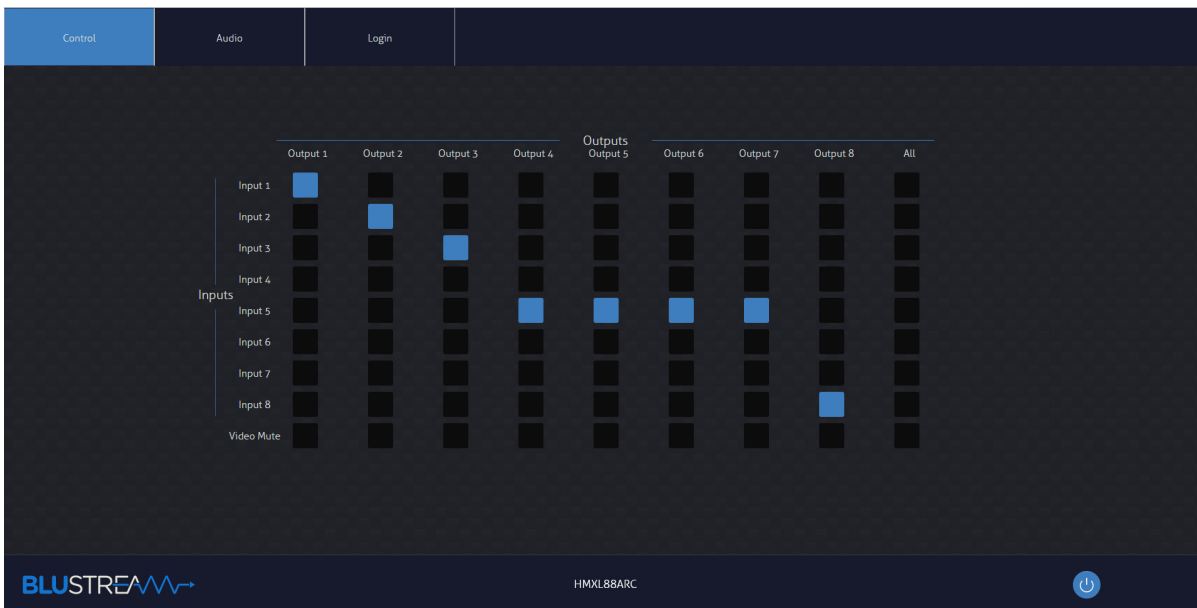 Control Audio Login
Outputs
Output 1 Output 2 Output 3 Output 4 Output 5 Output 6 Output 7 Output 8 All
Inputs
Input 1
Input 2
Input 3
Input 4
Input 5
Input 6
Input 7
Input 8
Video Mute
BLUSTREAM
HMXL88ARC